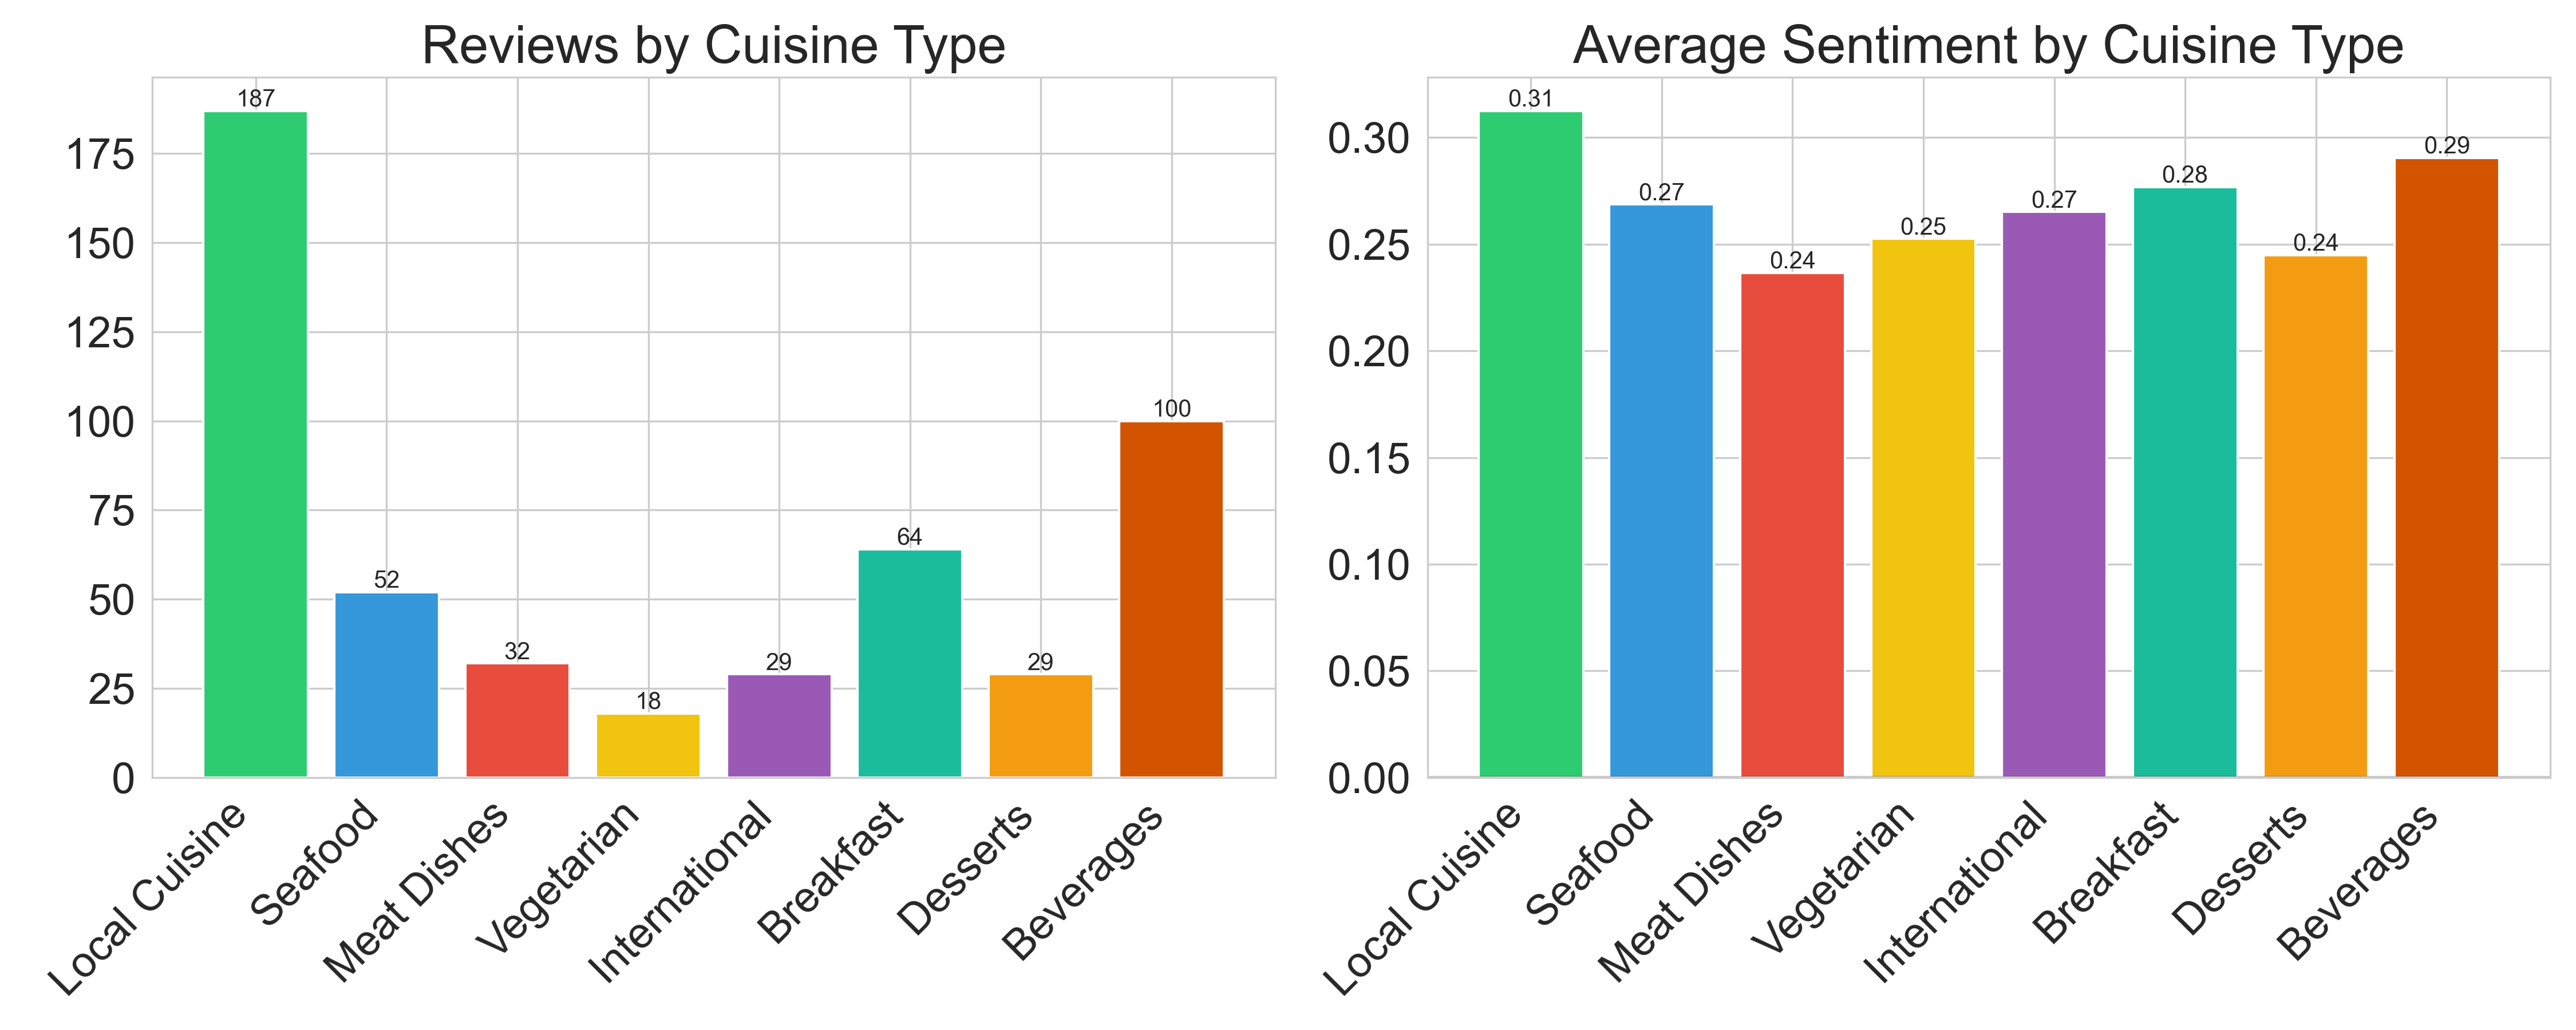 Reviews by Cuisine Type
187
175
150
125
100
100
75
64
52
50
32
29
29
25
18
0
Local Cuisine
Seafood
Meat Dishes
Vegetarian
International
Breakfast
Desserts
Beverages
Average Sentiment by Cuisine Type
0.31
0.30
0.29
0.28
0.27
0.27
0.25
0.25
0.24
0.24
0.20
0.15
0.10
0.05
0.00
Local Cuisine
Seafood
Meat Dishes
Vegetarian
International
Breakfast
Desserts
Beverages